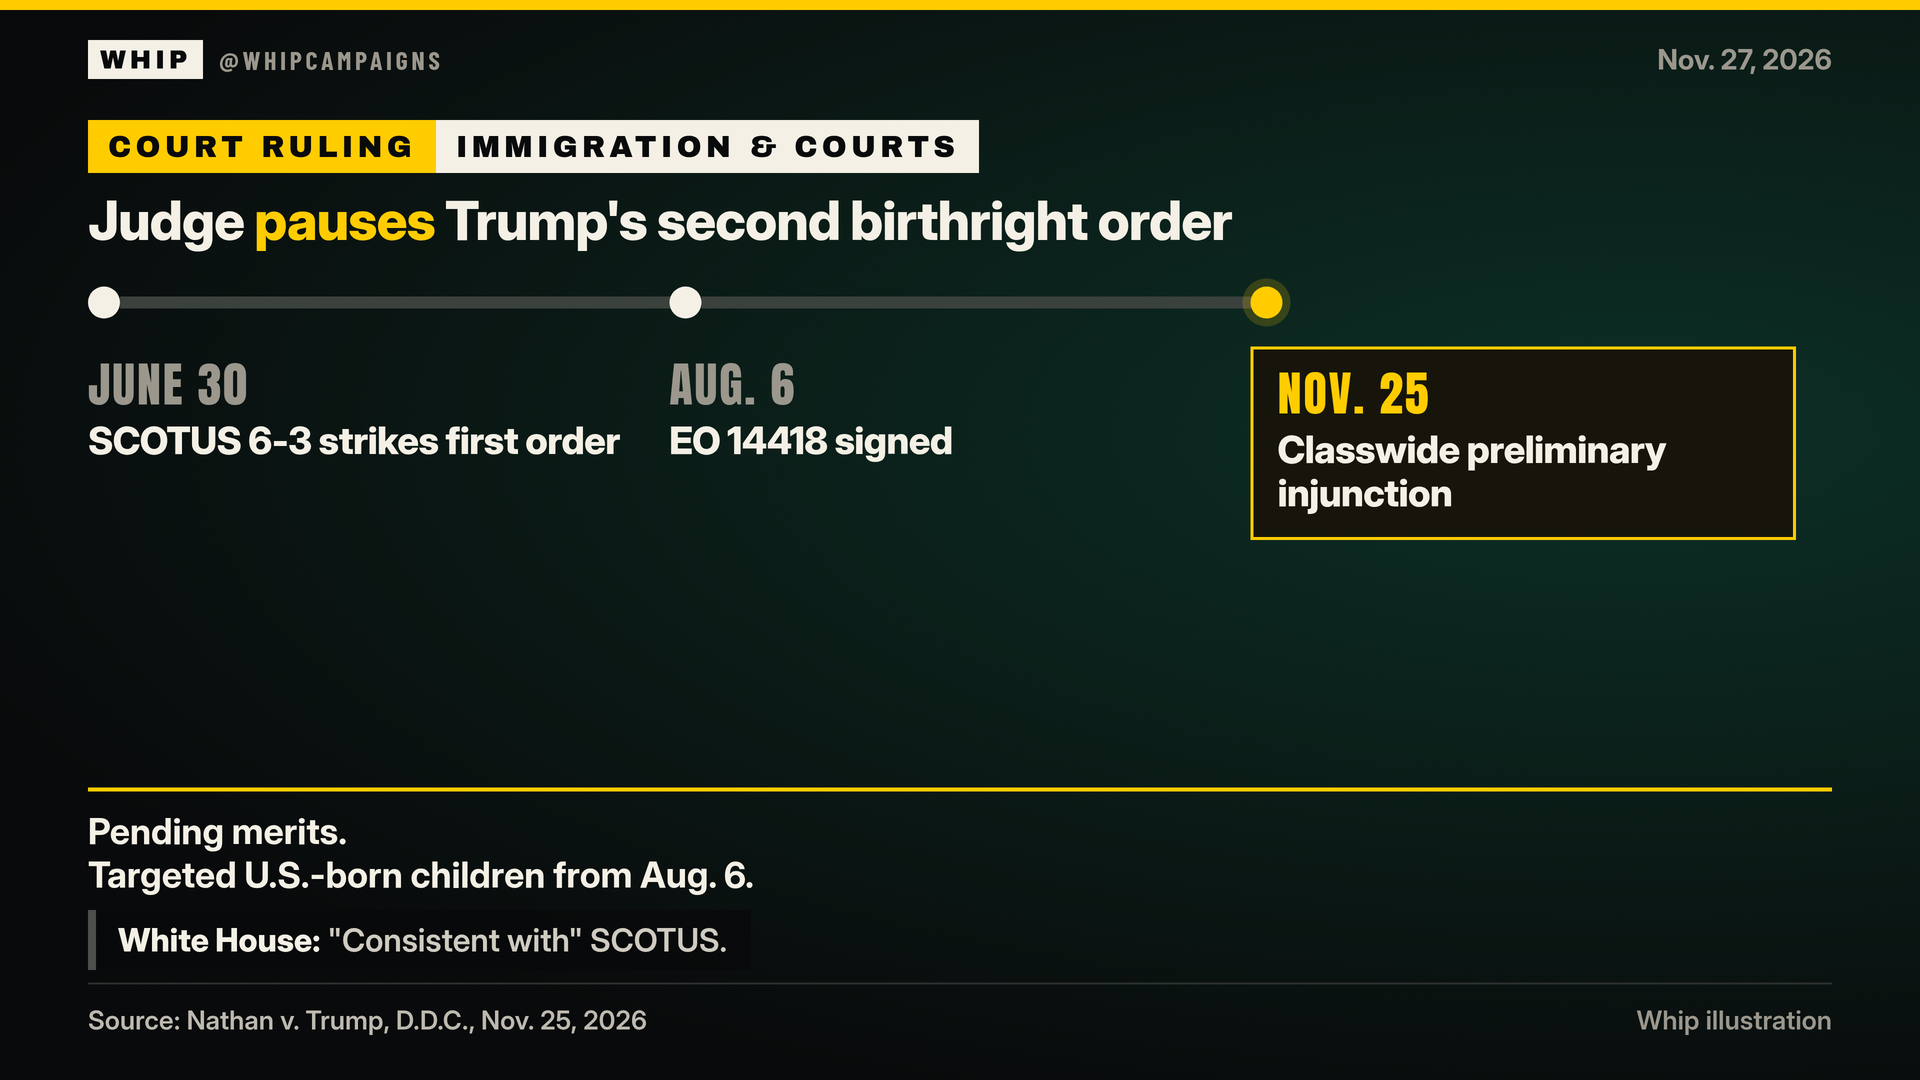 WHIP @WHIPCAMPAIGNS
Nov. 27, 2026
COURT RULING IMMIGRATION & COURTS
Judge pauses Trump's second birthright order
JUNE 30
SCOTUS 6-3 strikes first order
AUG. 6
EO 14418 signed
NOV. 25
Classwide preliminary
injunction
Pending merits.
Targeted U.S.-born children from Aug. 6.
White House: "Consistent with" SCOTUS.
Source: Nathan v. Trump, D.D.C., Nov. 25, 2026
Whip illustration